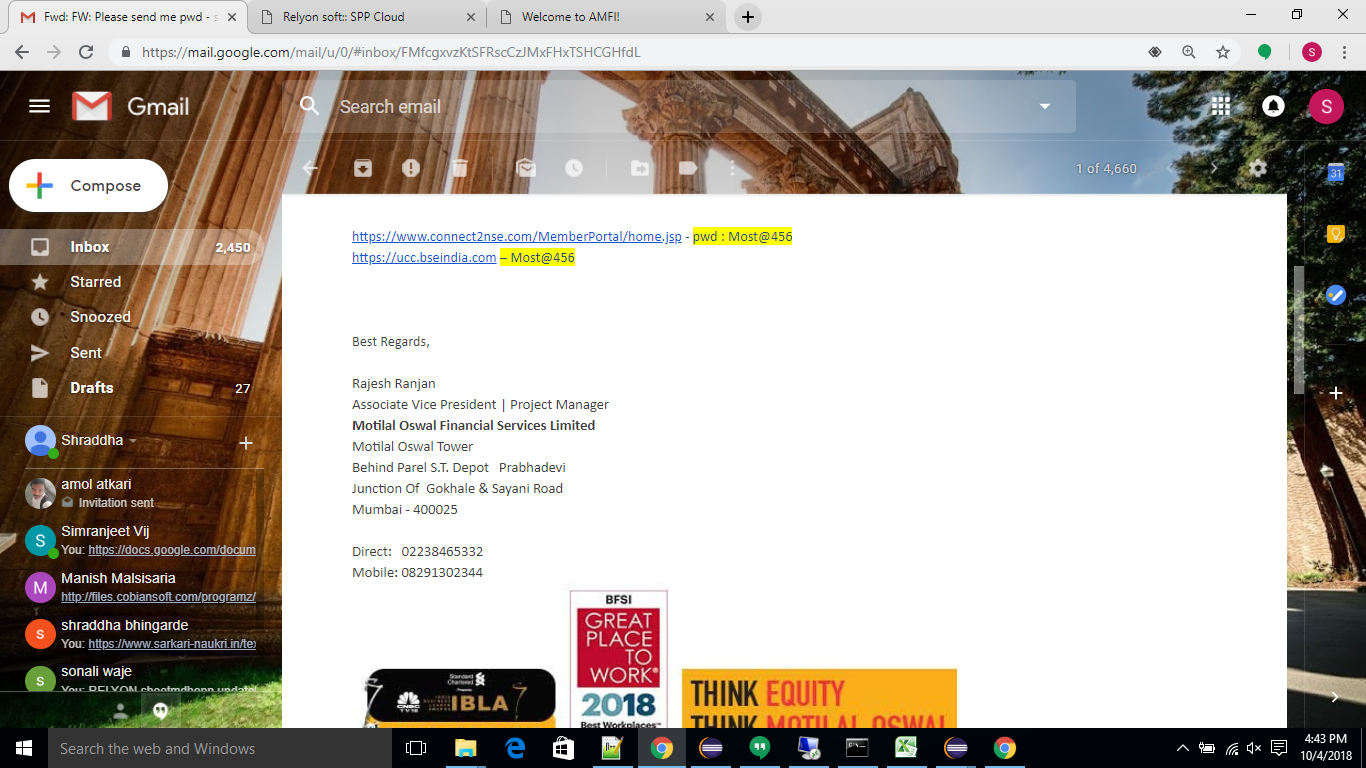 Fwd: FW: Please send me pwd - s
Relyon soft:: SPP Cloud
Welcome to AMFI!
https://mail.google.com/mail/u/0/#inbox/FMfcgxvzKtSFRscCzJMxFHxTSHCGHfdL
S
Gmail
Search email
S
Compose
1 of 4,660
31
Inbox 2,450
Starred
Snoozed
Sent
Drafts 27
Shraddha
amol atkari
Invitation sent
S
Simranjeet Vij
You: https://docs.google.com/docum
M
Manish Malsisaria
http://files.cobiansoft.com/programz/
s
shraddha bhingarde
You: https://www.sarkari-naukri.in/te
s
sonali waje
https://www.connect2nse.com/MemberPortal/home.jsp - pwd : Most@456
https://ucc.bseindia.com – Most@456
Best Regards,
Rajesh Ranjan
Associate Vice President | Project Manager
Motilal Oswal Financial Services Limited
Motilal Oswal Tower
Behind Parel S.T. Depot Prabhadevi
Junction Of Gokhale & Sayani Road
Mumbai - 400025
Direct: 02238465332
Mobile: 08291302344
Standard
Chartered
Presents
CNBC
TV18
IBLA
BFSI
GREAT
PLACE
TO
WORK®
2018
Best Workplaces™
THINK EQUITY
THINK MOTILAL OSWAL
Search the web and Windows
4:43 PM
10/4/2018